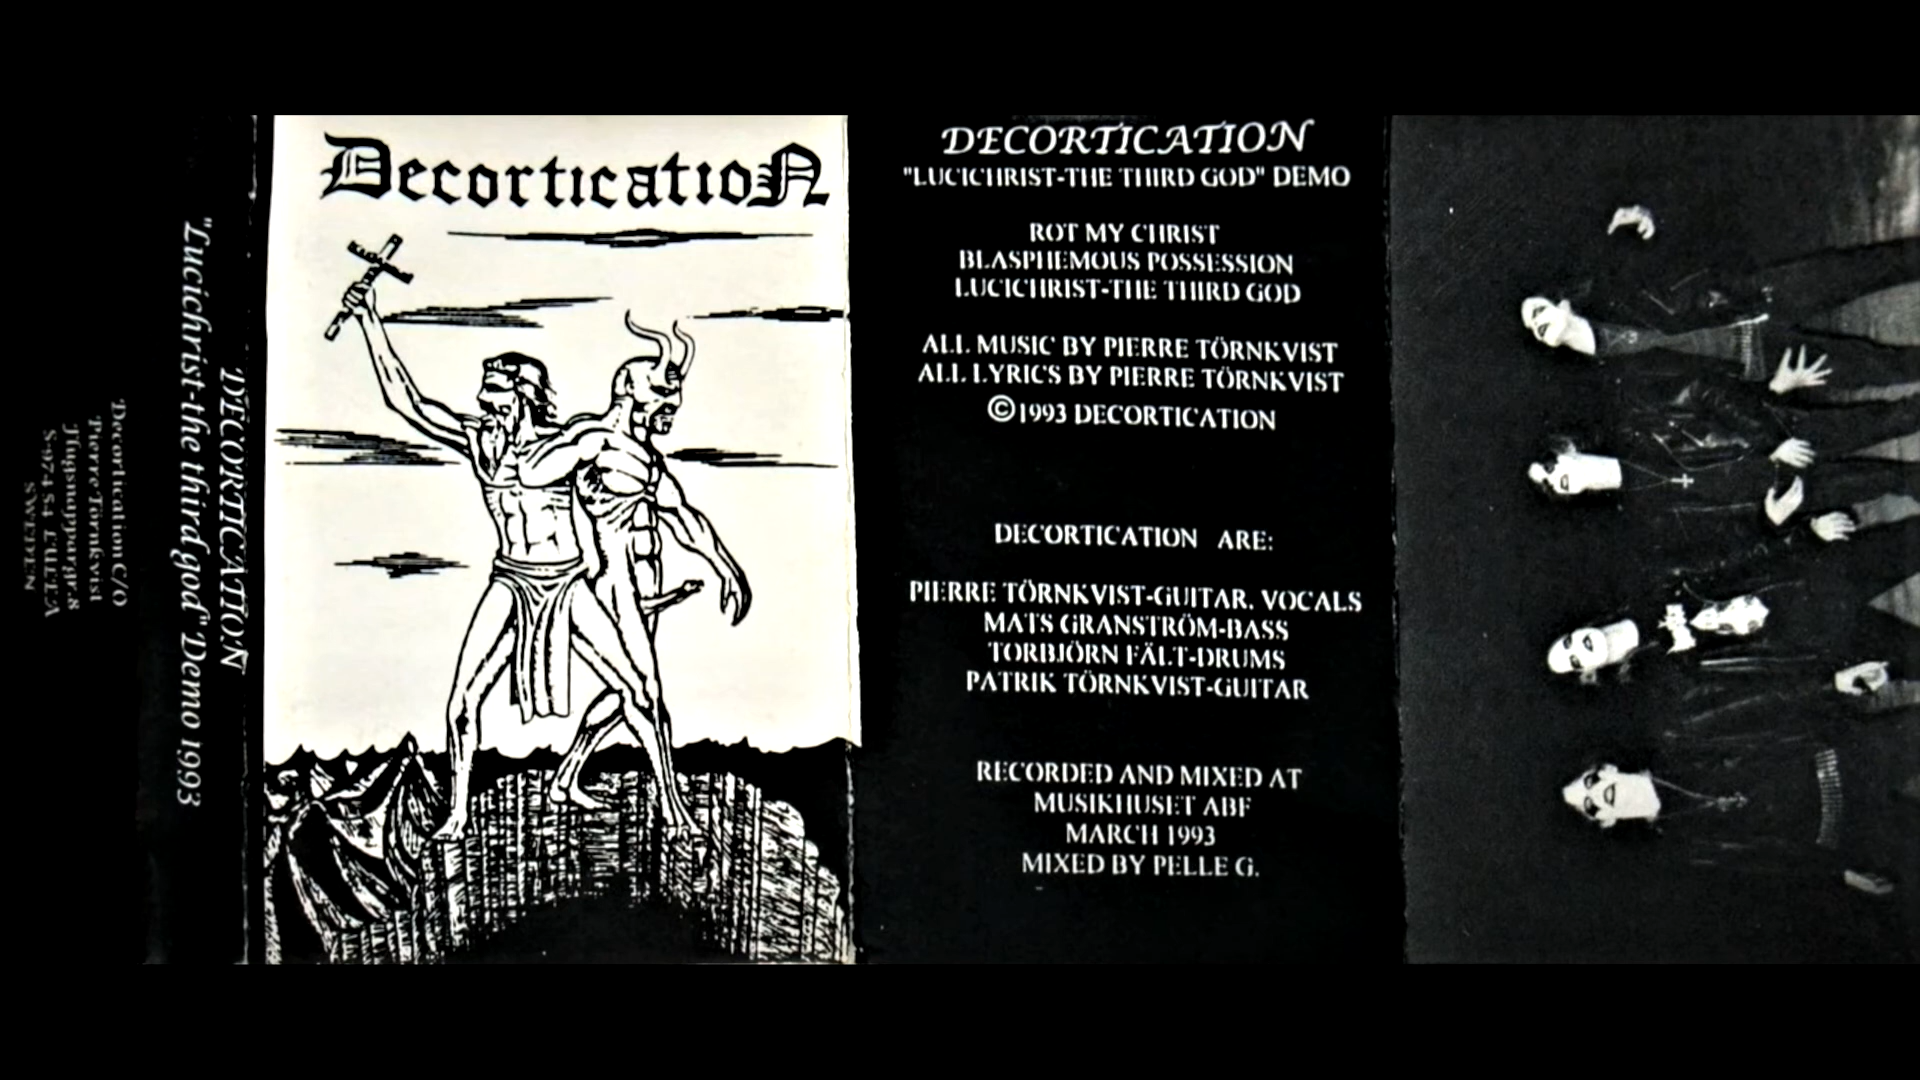 Decortication C/O
Pierre Törnkvist
S-974 54 LULEA
SWEDEN
DECORTICATION
"Lucichrist-the third god" Demo 1993
Decortication
DECORTICATION
"LUCICHRIST-THE THIRD GOD" DEMO
ROT MY CHRIST
BLASPHEMOUS POSSESSION
LUCICHRIST-THE THIRD GOD
ALL MUSIC BY PIERRE TÖRNKVIST
ALL LYRICS BY PIERRE TÖRNKVIST
©1993 DECORTICATION
DECORTICATION ARE:
PIERRE TÖRNKVIST-GUITAR. VOCALS
MATS GRANSTRÖM-BASS
TORBJÖRN FÄLT-DRUMS
PATRIK TÖRNKVIST-GUITAR
RECORDED AND MIXED AT
MUSIKHUSET ABF
MARCH 1993
MIXED BY PELLE G.